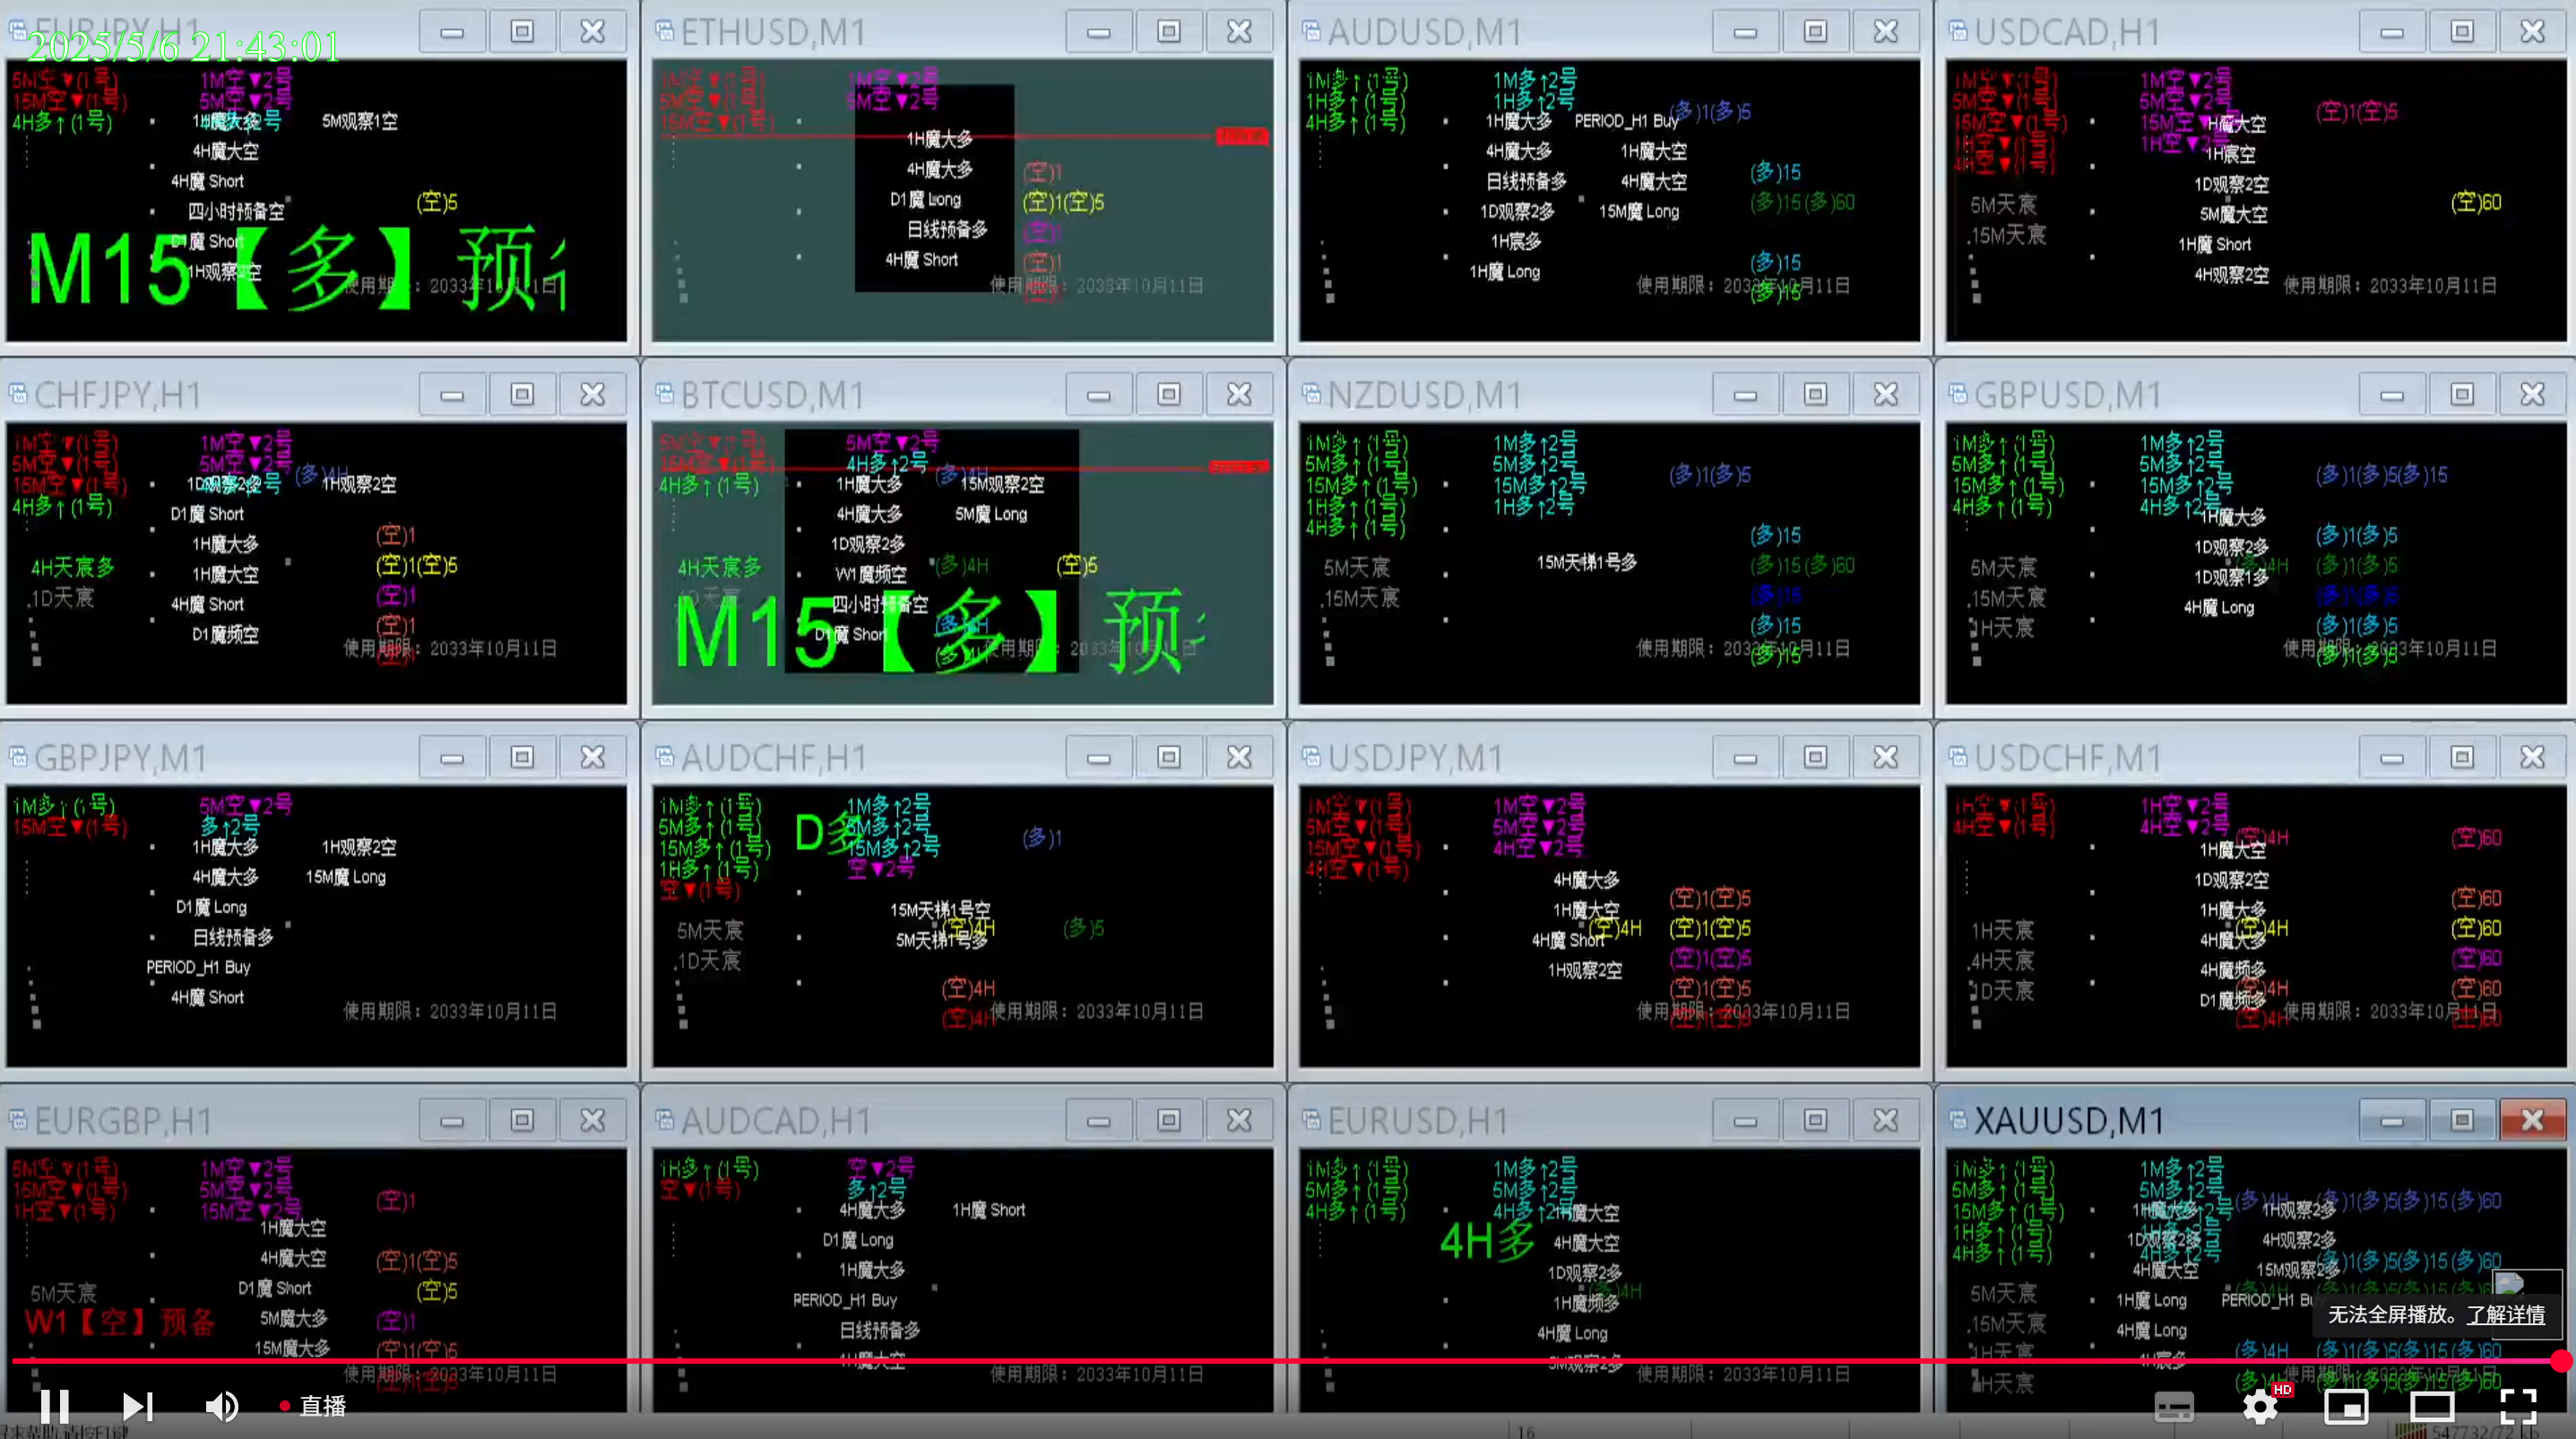 EURJPY,H1
2025/5/6 21:43:01
5M空▼(1号)
15M空▼(1号)
4H多↑(1号)
1M空▼2号
5M空▼2号
1H魔大多
5M观察1空
4H魔大空
4H魔 Short
四小时预备空
(空)5
D1魔 Short
1H观察2空
M15【多】预
ETHUSD,M1
1M空▼(1号)
5M空▼(1号)
15M空▼(1号)
1M空▼2号
5M空▼2号
1H魔大多
4H魔大多
(空)1
D1魔 Long
(空)1(空)5
日线预备多
(空)1
4H魔 Short
(空)1
使用期限：2033年10月11日
AUDUSD,M1
1M多↑(1号)
1H多↑(1号)
4H多↑(1号)
1M多↑2号
1H多↑2号
(多)1(多)5
1H魔大多
PERIOD_H1 Buy
4H魔大多
1H魔大空
日线预备多
4H魔大空
(多)15
1D观察2多
15M魔 Long
(多)15(多)60
1H宸多
1H魔 Long
(多)15
使用期限：2033年10月11日
(多)15
USDCAD,H1
1M空▼(1号)
5M空▼(1号)
15M空▼(1号)
1H空▼(1号)
4H空▼(1号)
1M空▼2号
5M空▼2号
15M空▼
1H空▼2号
(空)1(空)5
H魔大空
1H宸空
1D观察2空
5M天宸
5M魔大空
(空)60
15M天宸
1H魔 Short
4H观察2空
使用期限：2033年10月11日
CHFJPY,H1
1M空▼(1号)
5M空▼(1号)
15M空▼(1号)
4H多↑(1号)
1M空▼2号
5M空▼2号
(多)4H
1D观察2多
1H观察2空
D1魔 Short
1H魔大多
(空)1
4H天宸多
1H魔大空
(空)1(空)5
1D天宸
4H魔 Short
(空)1
D1魔频空
(空)1
使用期限：2033年10月11日
BTCUSD,M1
5M空▼(1号)
15M空▼(1号)
4H多↑(1号)
5M空▼2号
4H多↑2号
(多)4H
1H魔大多
15M观察2空
4H魔大多
5M魔 Long
1D观察2多
4H天宸多
W1魔频空
(多)4H
(空)5
四小时预备空
D1魔 Short
M15【多】预
NZDUSD,M1
1M多↑(1号)
5M多↑(1号)
15M多↑(1号)
1H多↑(1号)
4H多↑(1号)
1M多↑2号
5M多↑2号
15M多↑2号
1H多↑2号
(多)1(多)5
(多)15
15M天梯1号多
5M天宸
(多)15(多)60
15M天宸
(多)15
(多)15
使用期限：2033年10月11日
(多)15
GBPUSD,M1
1M多↑(1号)
5M多↑(1号)
15M多↑(1号)
4H多↑(1号)
1M多↑2号
5M多↑2号
15M多↑2号
4H多↑2号
(多)1(多)5(多)15
1H魔大多
1D观察2多
(多)1(多)5
5M天宸
1D观察1多
(多)4H
(多)1(多)5
15M天宸
4H魔 Long
(多)1(多)5
1H天宸
(多)1(多)5
使用期限：2033年10月11日
(多)1(多)5
GBPJPY,M1
1M多↑(1号)
15M空▼(1号)
5M空▼2号
多↑2号
1H魔大多
1H观察2空
4H魔大多
15M魔 Long
D1魔 Long
日线预备多
PERIOD_H1 Buy
4H魔 Short
使用期限：2033年10月11日
AUDCHF,H1
1M多↑(1号)
5M多↑(1号)
15M多↑(1号)
1H多↑(1号)
空▼(1号)
D多
1M多↑2号
5M多↑2号
15M多↑2号
空▼2号
(多)1
15M天梯1号空
5M天宸
(空)4H
(多)5
5M天梯1号多
1D天宸
(空)4H
(空)4H
使用期限：2033年10月11日
USDJPY,M1
1M空▼(1号)
5M空▼(1号)
15M空▼(1号)
4H空▼(1号)
1M空▼2号
5M空▼2号
4H空▼2号
4H魔大多
(空)1(空)5
1H魔大空
(空)4H
(空)1(空)5
4H魔 Short
(空)1(空)5
1H观察2空
(空)1(空)5
使用期限：2033年10月11日
(空)1(空)5
USDCHF,M1
1H空▼(1号)
4H空▼(1号)
1H空▼2号
4H空▼2号
(空)4H
(空)60
1H魔大空
1D观察2空
(空)60
1H魔大多
1H天宸
(空)4H
(空)60
4H魔大多
4H天宸
4H魔频多
(空)60
1D天宸
D1魔频多
(空)4H
(空)60
使用期限：2033年10月11日
(空)4H
(空)60
EURGBP,H1
5M空▼(1号)
15M空▼(1号)
1H空▼(1号)
1M空▼2号
5M空▼2号
15M空▼2号
(空)1
1H魔大空
4H魔大空
(空)1(空)5
5M天宸
D1魔 Short
(空)5
W1【空】预备
5M魔大多
(空)1
15M魔大多
(空)1(空)5
使用期限：2033年10月11日
AUDCAD,H1
1H多↑(1号)
空▼(1号)
空▼2号
多↑2号
4H魔大多
1H魔 Short
D1魔 Long
1H魔大多
PERIOD_H1 Buy
日线预备多
4H魔大空
使用期限：2033年10月11日
EURUSD,H1
1M多↑(1号)
5M多↑(1号)
4H多↑(1号)
1M多↑2号
5M多↑2号
4H多↑2号
1H魔大空
4H多
4H魔大空
1D观察2多
1H魔频多
(多)4H
4H魔 Long
5M观察2多
使用期限：2033年10月11日
XAUUSD,M1
1M多↑(1号)
5M多↑(1号)
15M多↑(1号)
1H多↑(1号)
4H多↑(1号)
1M多↑2号
5M多↑2号
(多)4H
(多)1(多)5(多)15(多)60
1H魔大多
1H观察2多
1D观察2多
4H观察2多
4H魔大空
15M观察2多
(多)1(多)5(多)15(多)60
5M天宸
1H魔 Long
PERIOD_H1 Bu
15M天宸
4H魔 Long
1H天宸
4H宸多
(多)4H
(多)1(多)5(多)15(多)60
4H天宸
无法全屏播放。了解详情
直播
HD
16
547732/72 kb